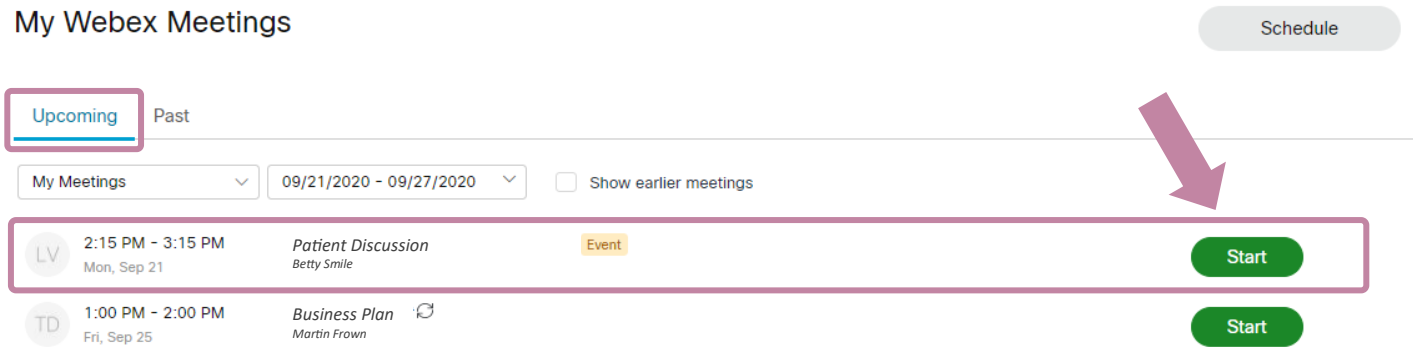 My Webex Meetings
Schedule
Upcoming Past
My Meetings 09/21/2020 - 09/27/2020 Show earlier meetings
LV 2:15 PM - 3:15 PM Patient Discussion Event Start
Mon, Sep 21 Betty Smile
TD 1:00 PM - 2:00 PM Business Plan Start
Fri, Sep 25 Martin Frown